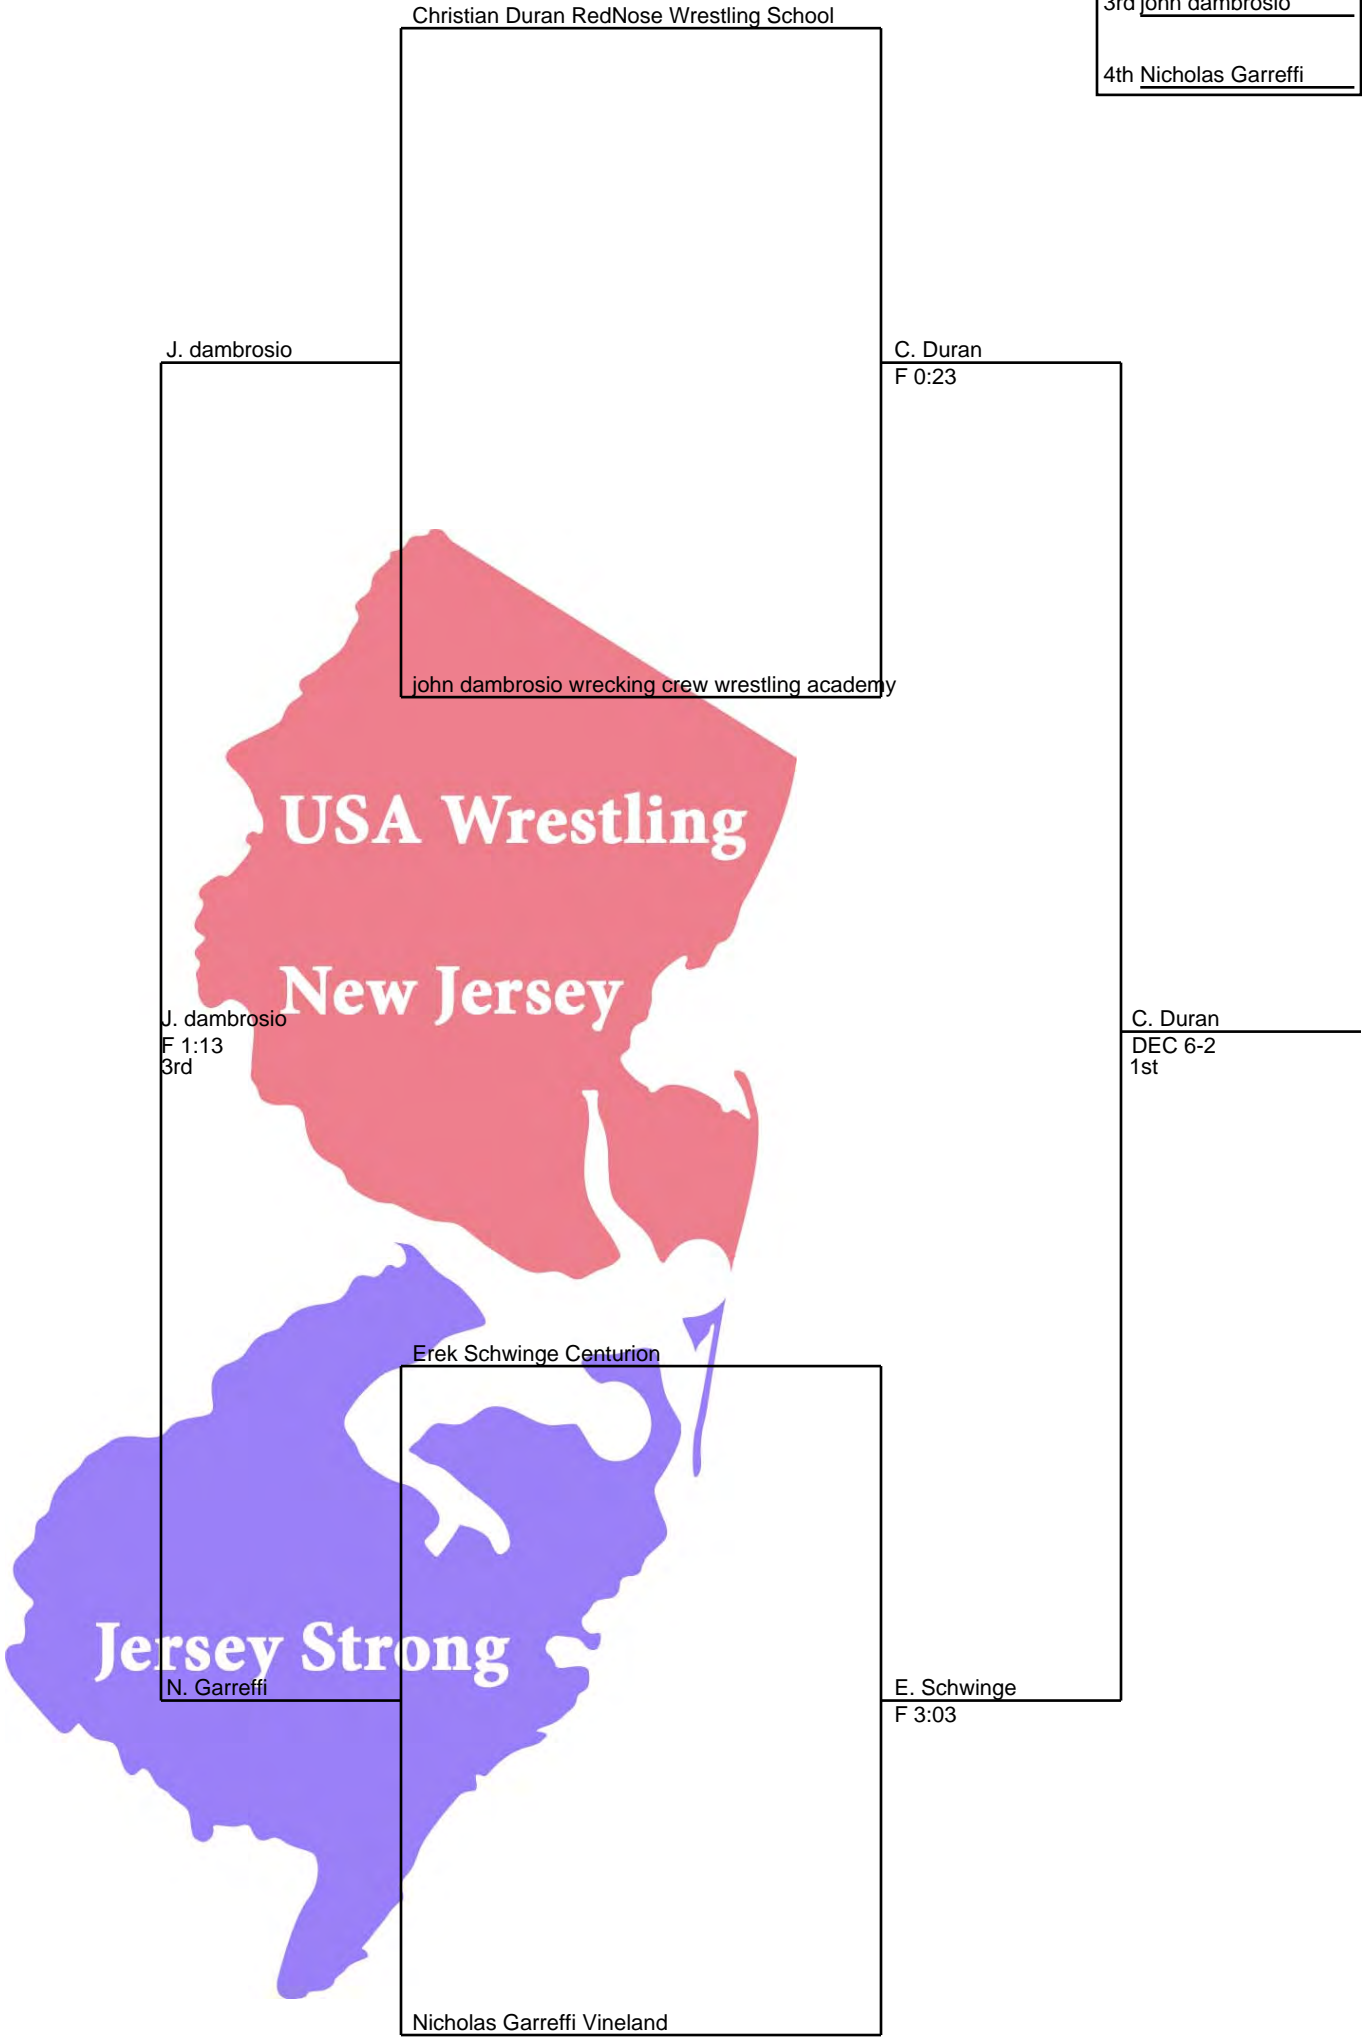 Christian Duran RedNose Wrestling School
3rd john dambrosio
4th Nicholas Garreffi
J. dambrosio
C. Duran
F 0:23
john dambrosio wrecking crew wrestling academy
USA Wrestling
New Jersey
J. dambrosio
F 1:13
3rd
C. Duran
DEC 6-2
1st
Erek Schwinge Centurion
Jersey Strong
N. Garreffi
E. Schwinge
F 3:03
Nicholas Garreffi Vineland